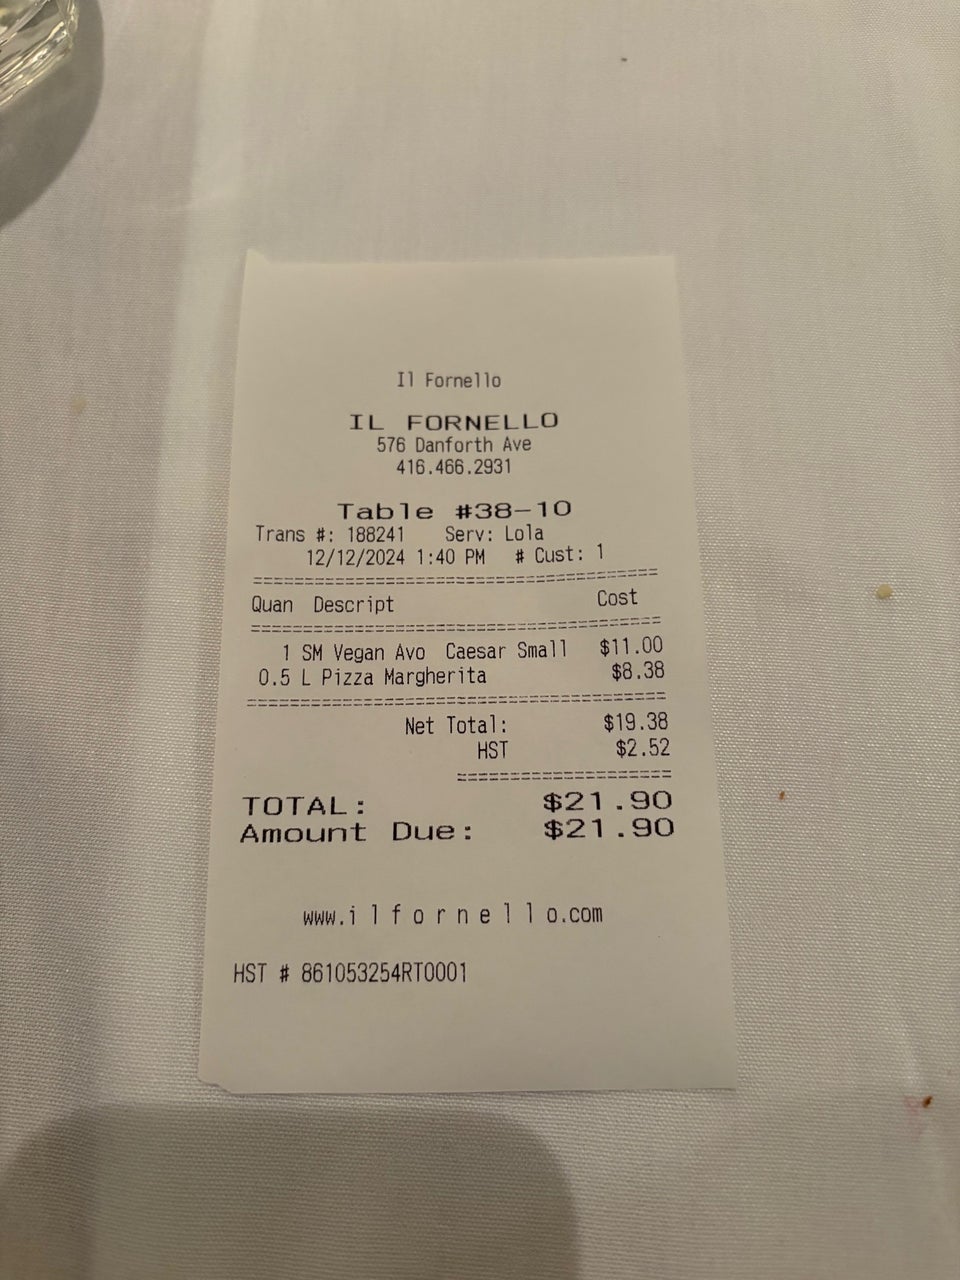 Il Fornello
IL FORNELLO
576 Danforth Ave
416.466.2931
Table #38-10
Trans #: 188241 Serv: Lola
12/12/2024 1:40 PM # Cust: 1
==================================================
Quan Descript Cost
==================================================
1 SM Vegan Avo Caesar Small $11.00
0.5 L Pizza Margherita $8.38
==================================================
Net Total: $19.38
HST $2.52
=========================
TOTAL: $21.90
Amount Due: $21.90
www.ilfornello.com
HST # 861053254RT0001